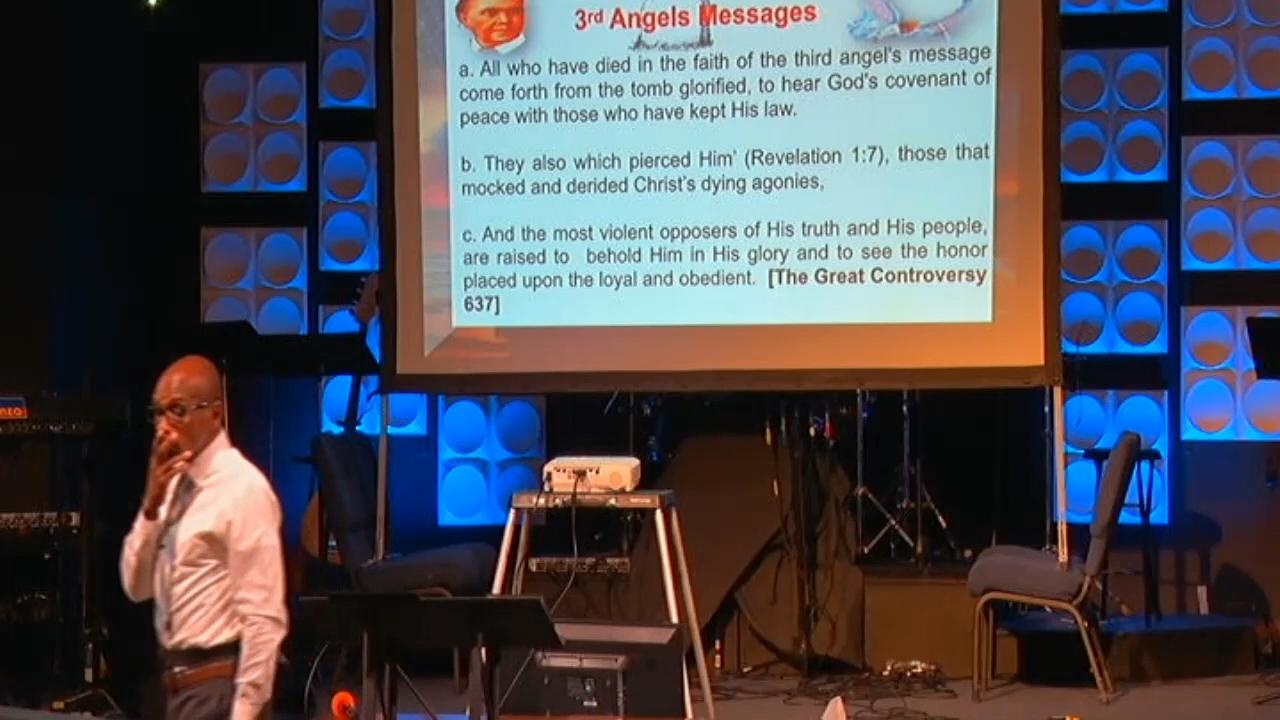 3rd Angels Messages
a. All who have died in the faith of the third angel's message
come forth from the tomb glorified, to hear God's covenant of
peace with those who have kept His law.
b. They also which pierced Him' (Revelation 1:7), those that
mocked and derided Christ's dying agonies,
c. And the most violent opposers of His truth and His people,
are raised to behold Him in His glory and to see the honor
placed upon the loyal and obedient. [The Great Controversy
637]